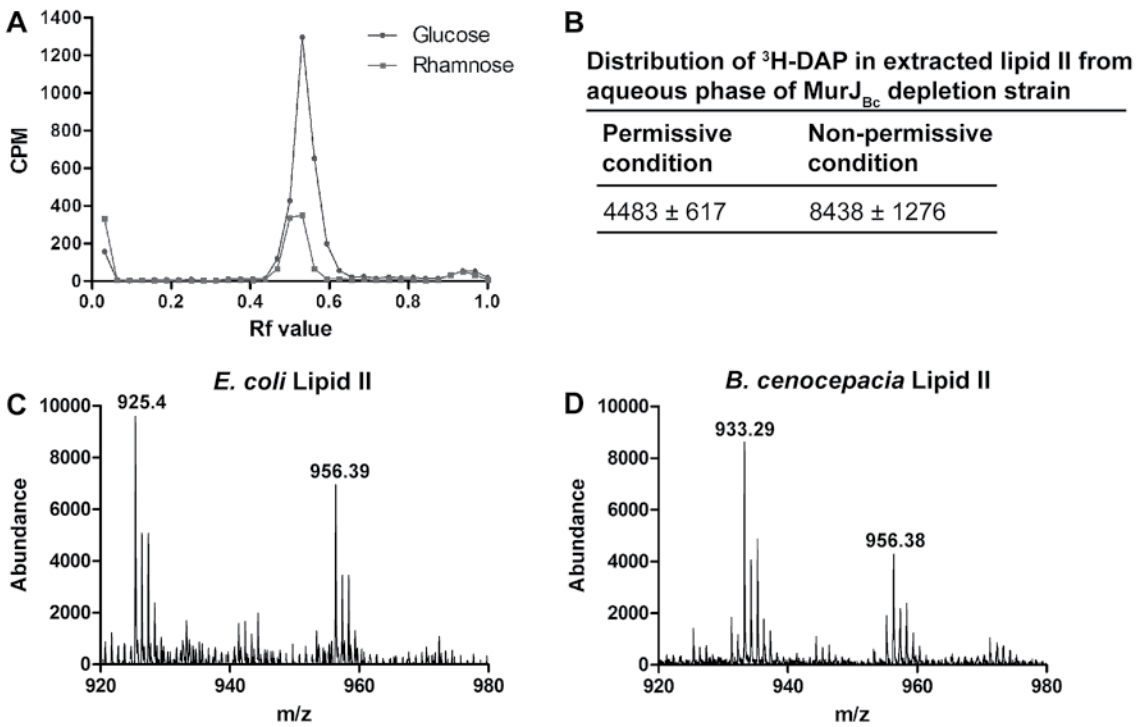 A
1400
1200
1000
800
600
400
200
0
CPM
0.0 0.2 0.4 0.6 0.8 1.0
Rf value
Glucose
Rhamnose
B
Distribution of ³H-DAP in extracted lipid II from
aqueous phase of MurJBc depletion strain
Permissive Non-permissive
condition condition
4483 ± 617 8438 ± 1276
C
E. coli Lipid II
10000
8000
6000
4000
2000
0
Abundance
925.4
956.39
920 940 960 980
m/z
D
B. cenocepacia Lipid II
10000
8000
6000
4000
2000
0
Abundance
933.29
956.38
920 940 960 980
m/z